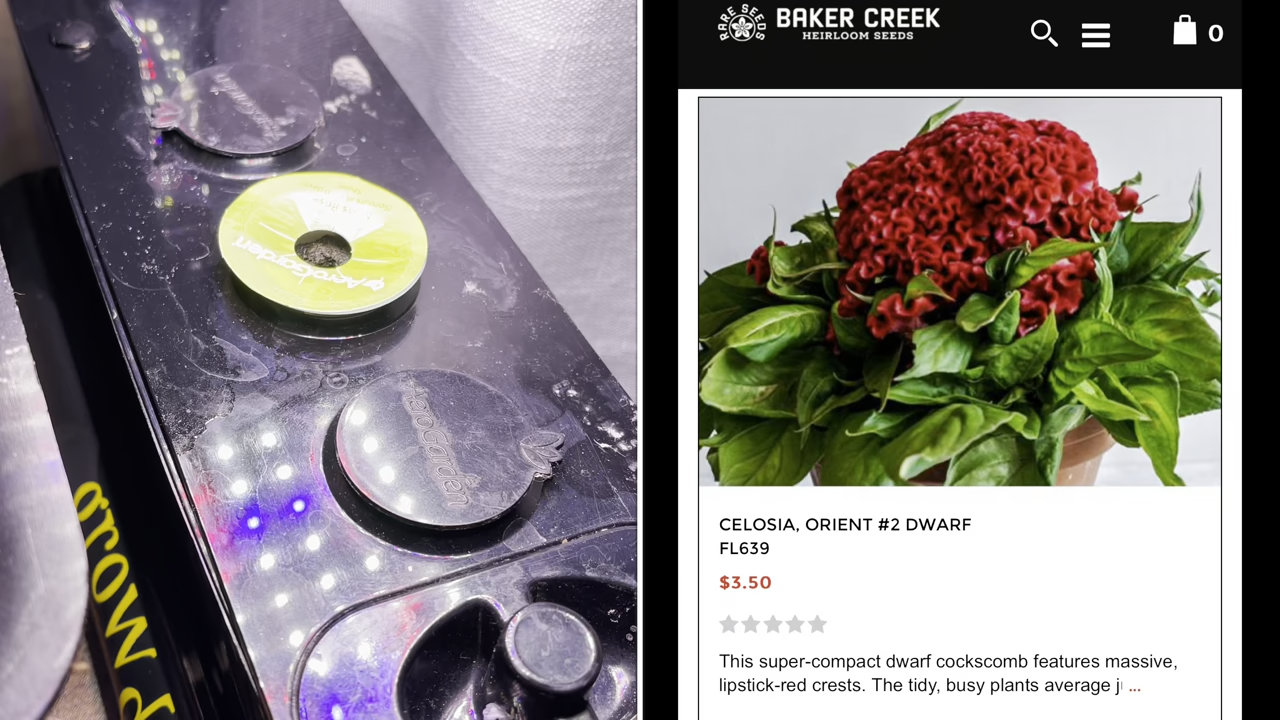 AeroGarden
AeroGarden
grow
RARE SEEDS
BAKER CREEK
HEIRLOOM SEEDS
0
CELOSIA, ORIENT #2 DWARF
FL639
$3.50
This super-compact dwarf cockscomb features massive,
lipstick-red crests. The tidy, busy plants average j ...